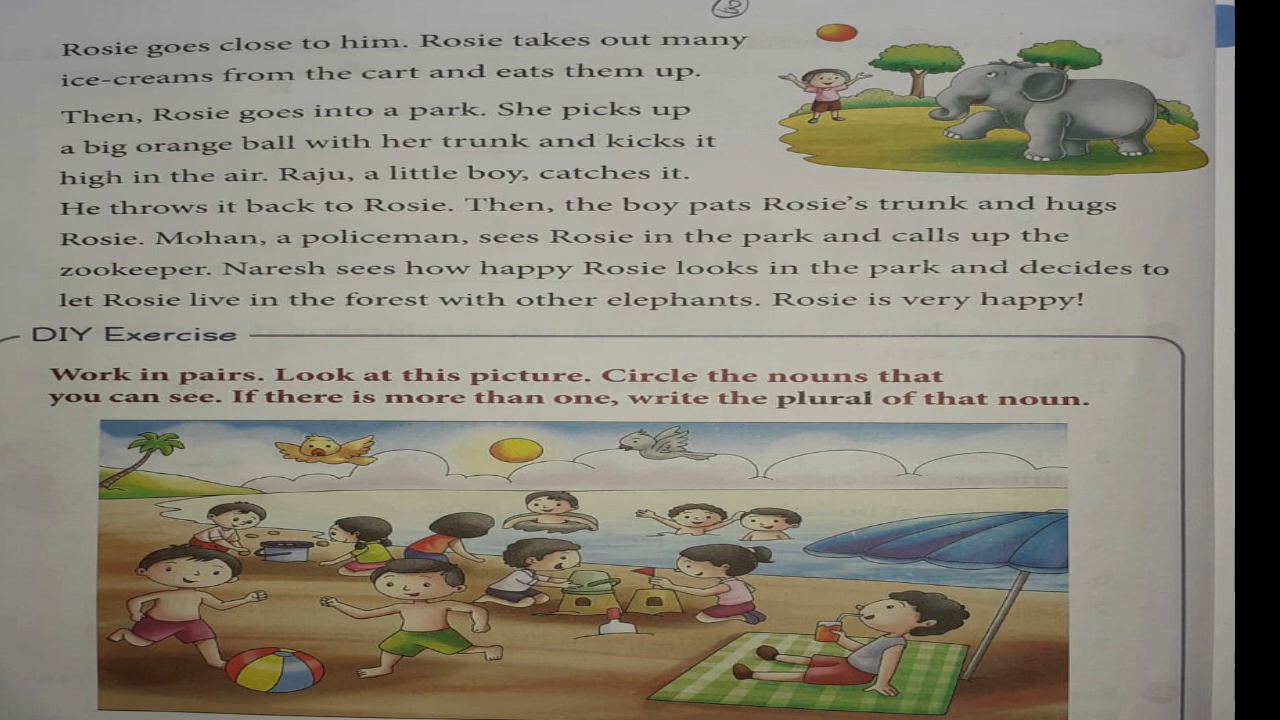 Rosie goes close to him. Rosie takes out many
ice-creams from the cart and eats them up.
Then, Rosie goes into a park. She picks up
a big orange ball with her trunk and kicks it
high in the air. Raju, a little boy, catches it.
He throws it back to Rosie. Then, the boy pats Rosie's trunk and hugs
Rosie. Mohan, a policeman, sees Rosie in the park and calls up the
zookeeper. Naresh sees how happy Rosie looks in the park and decides to
let Rosie live in the forest with other elephants. Rosie is very happy!
DIY Exercise
Work in pairs. Look at this picture. Circle the nouns that
you can see. If there is more than one, write the plural of that noun.